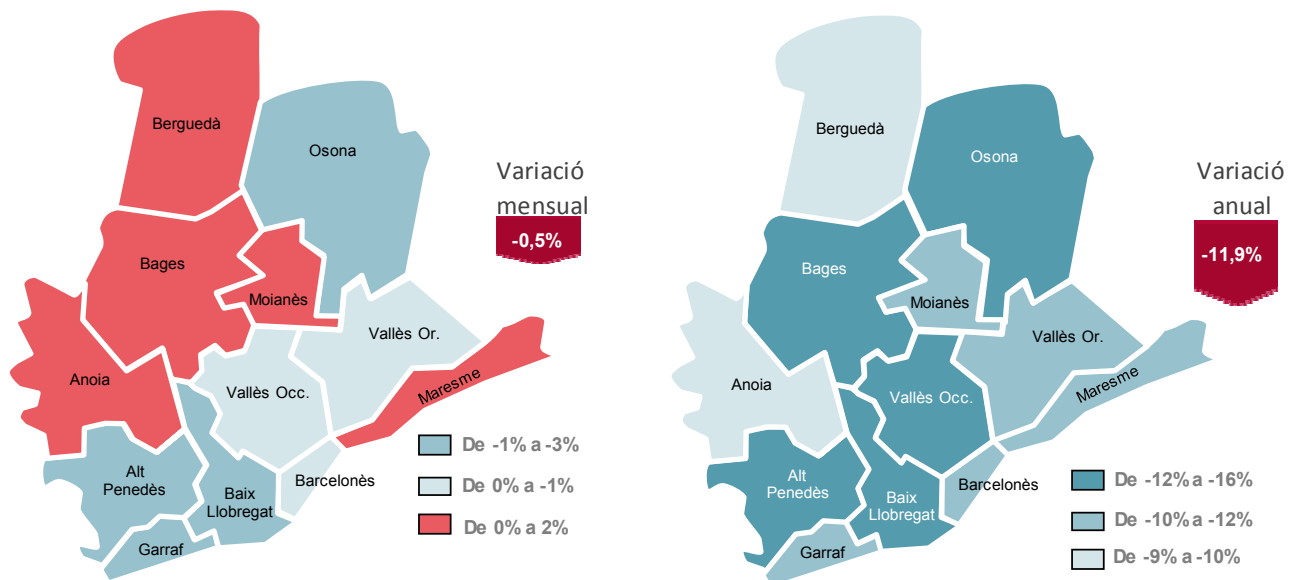 Berguedà
Osona
Variació
mensual
-0,5%
Bages
Moianès
Vallès Or.
Anoia
Vallès Occ.
Maresme
Alt
Penedès
Baix
Llobregat
Barcelonès
Garraf
De -1% a -3%
De 0% a -1%
De 0% a 2%
Berguedà
Osona
Variació
anual
-11,9%
Bages
Moianès
Vallès Or.
Anoia
Vallès Occ.
Maresme
Alt
Penedès
Baix
Llobregat
Barcelonès
Garraf
De -12% a -16%
De -10% a -12%
De -9% a -10%